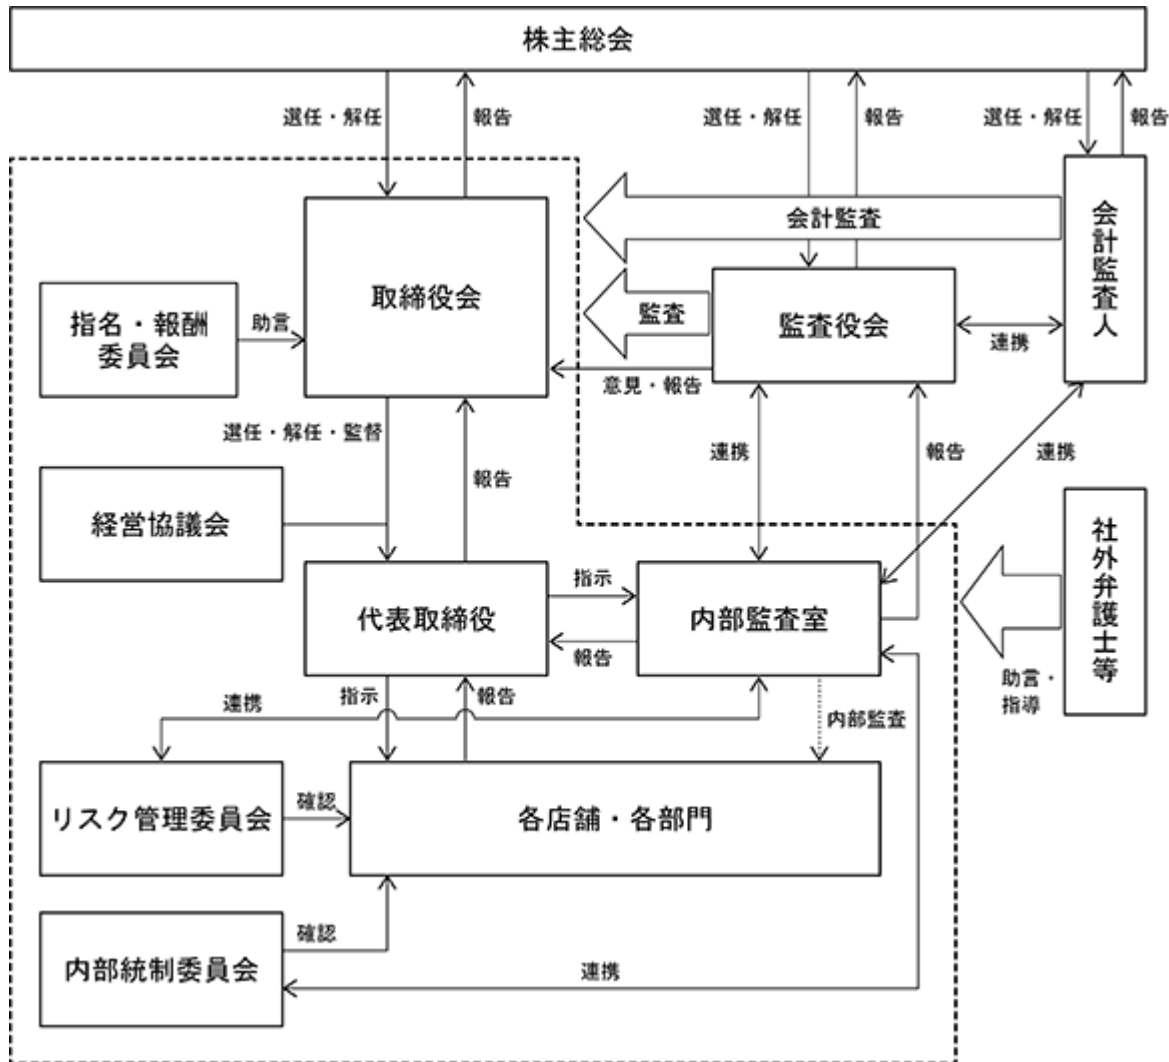 株主総会
選任・解任
報告
選任・解任
報告
選任・解任
報告
会計監査人
会計監査
取締役会
監査役会
監査
指名・報酬
委員会
助言
連携
意見・報告
選任・解任・監督
報告
連携
報告
連携
経営協議会
社外弁護士等
代表取締役
指示
報告
内部監査室
助言・
指導
指示
報告
連携
内部監査
リスク管理委員会
確認
各店舗・各部門
内部統制委員会
確認
連携